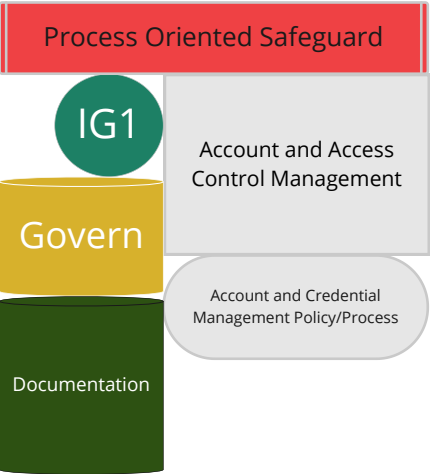 Process Oriented Safeguard
IG1
Account and Access
Control Management
Govern
Account and Credential
Management Policy/Process
Documentation